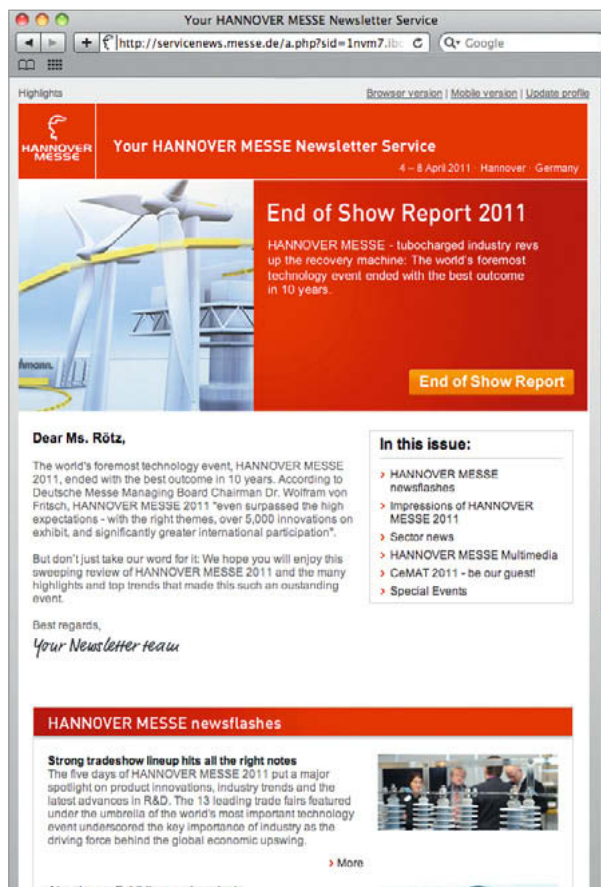 Your HANNOVER MESSE Newsletter Service
http://servicenews.messe.de/a.php?sid=1nvm7.
Google
Highlights
Browser version | Mobile version | Update profile
HANNOVER
MESSE
Your HANNOVER MESSE Newsletter Service
4 – 8 April 2011 · Hannover · Germany
End of Show Report 2011
HANNOVER MESSE - tubocharged industry revs
up the recovery machine: The world's foremost
technology event ended with the best outcome
in 10 years.
End of Show Report
Dear Ms. Rötz,
The world's foremost technology event, HANNOVER MESSE
2011, ended with the best outcome in 10 years. According to
Deutsche Messe Managing Board Chairman Dr. Wolfram von
Fritsch, HANNOVER MESSE 2011 "even surpassed the high
expectations - with the right themes, over 5,000 innovations on
exhibit, and significantly greater international participation".
But don't just take our word for it: We hope you will enjoy this
sweeping review of HANNOVER MESSE 2011 and the many
highlights and top trends that made this such an oustanding
event.
Best regards,
Your Newsletter team
In this issue:
> HANNOVER MESSE
newsflashes
> Impressions of HANNOVER
MESSE 2011
> Sector news
> HANNOVER MESSE Multimedia
> CeMAT 2011 - be our guest!
> Special Events
HANNOVER MESSE newsflashes
Strong tradeshow lineup hits all the right notes
The five days of HANNOVER MESSE 2011 put a major
spotlight on product innovations, industry trends and the
latest advances in R&D. The 13 leading trade fairs featured
under the umbrella of the world's most important technology
event underscored the key importance of industry as the
driving force behind the global economic upswing.
> More